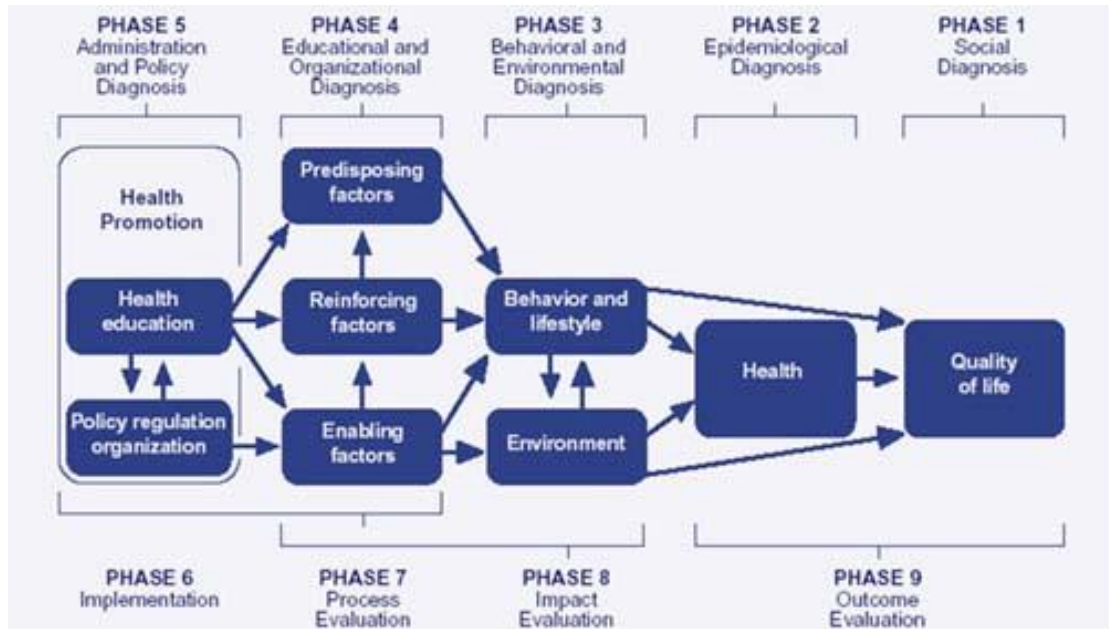 PHASE 5
Administration
and Policy
Diagnosis
PHASE 4
Educational and
Organizational
Diagnosis
PHASE 3
Behavioral and
Environmental
Diagnosis
PHASE 2
Epidemiological
Diagnosis
PHASE 1
Social
Diagnosis
Health
Promotion
Predisposing
factors
Health
education
Reinforcing
factors
Behavior and
lifestyle
Health
Quality
of life
Policy regulation
organization
Enabling
factors
Environment
PHASE 6
Implementation
PHASE 7
Process
Evaluation
PHASE 8
Impact
Evaluation
PHASE 9
Outcome
Evaluation